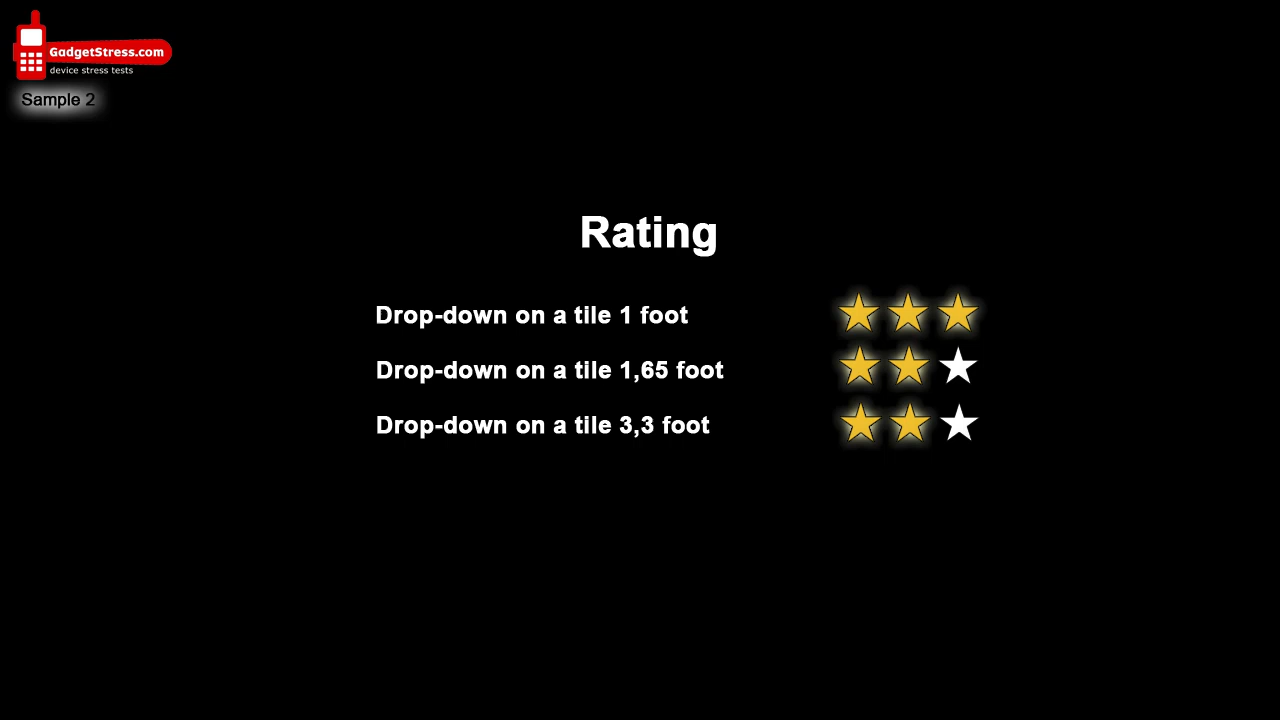 GadgetStress.com
device stress tests
Sample 2
Rating
Drop-down on a tile 1 foot
Drop-down on a tile 1,65 foot
Drop-down on a tile 3,3 foot